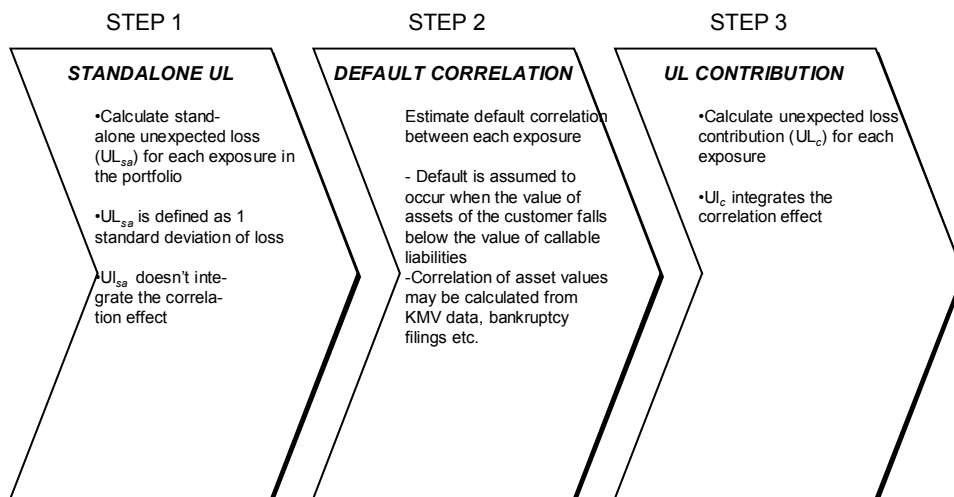 STEP 1
STANDALONE UL
•Calculate stand-
alone unexpected loss
(ULsa) for each exposure in
the portfolio
•ULsa is defined as 1
standard deviation of loss
•UIsa doesn't inte-
grate the correla-
tion effect
STEP 2
DEFAULT CORRELATION
Estimate default correlation
between each exposure
- Default is assumed to
occur when the value of
assets of the customer falls
below the value of callable
liabilities
-Correlation of asset values
may be calculated from
KMV data, bankruptcy
filings etc.
STEP 3
UL CONTRIBUTION
•Calculate unexpected loss
contribution (ULc) for each
exposure
•UIc integrates the
correlation effect